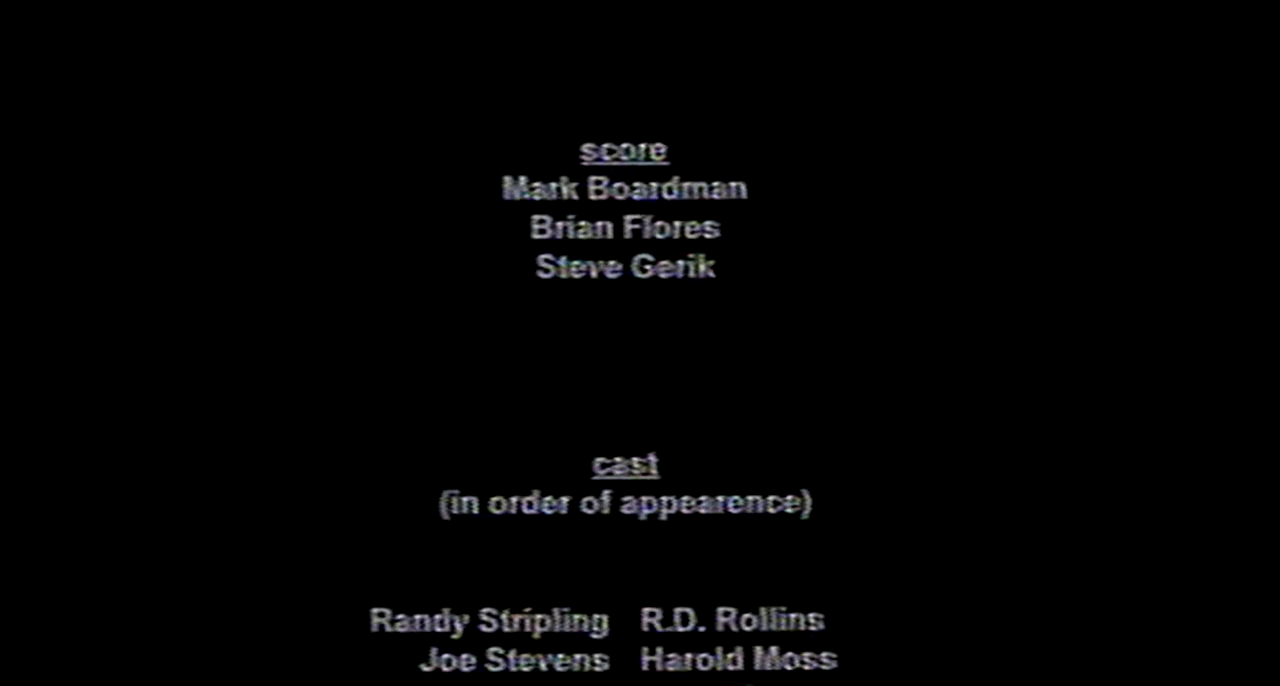 score
Mark Boardman
Brian Flores
Steve Gerik
cast
(in order of appearence)
Randy Stripling R.D. Rollins
Joe Stevens Harold Moss